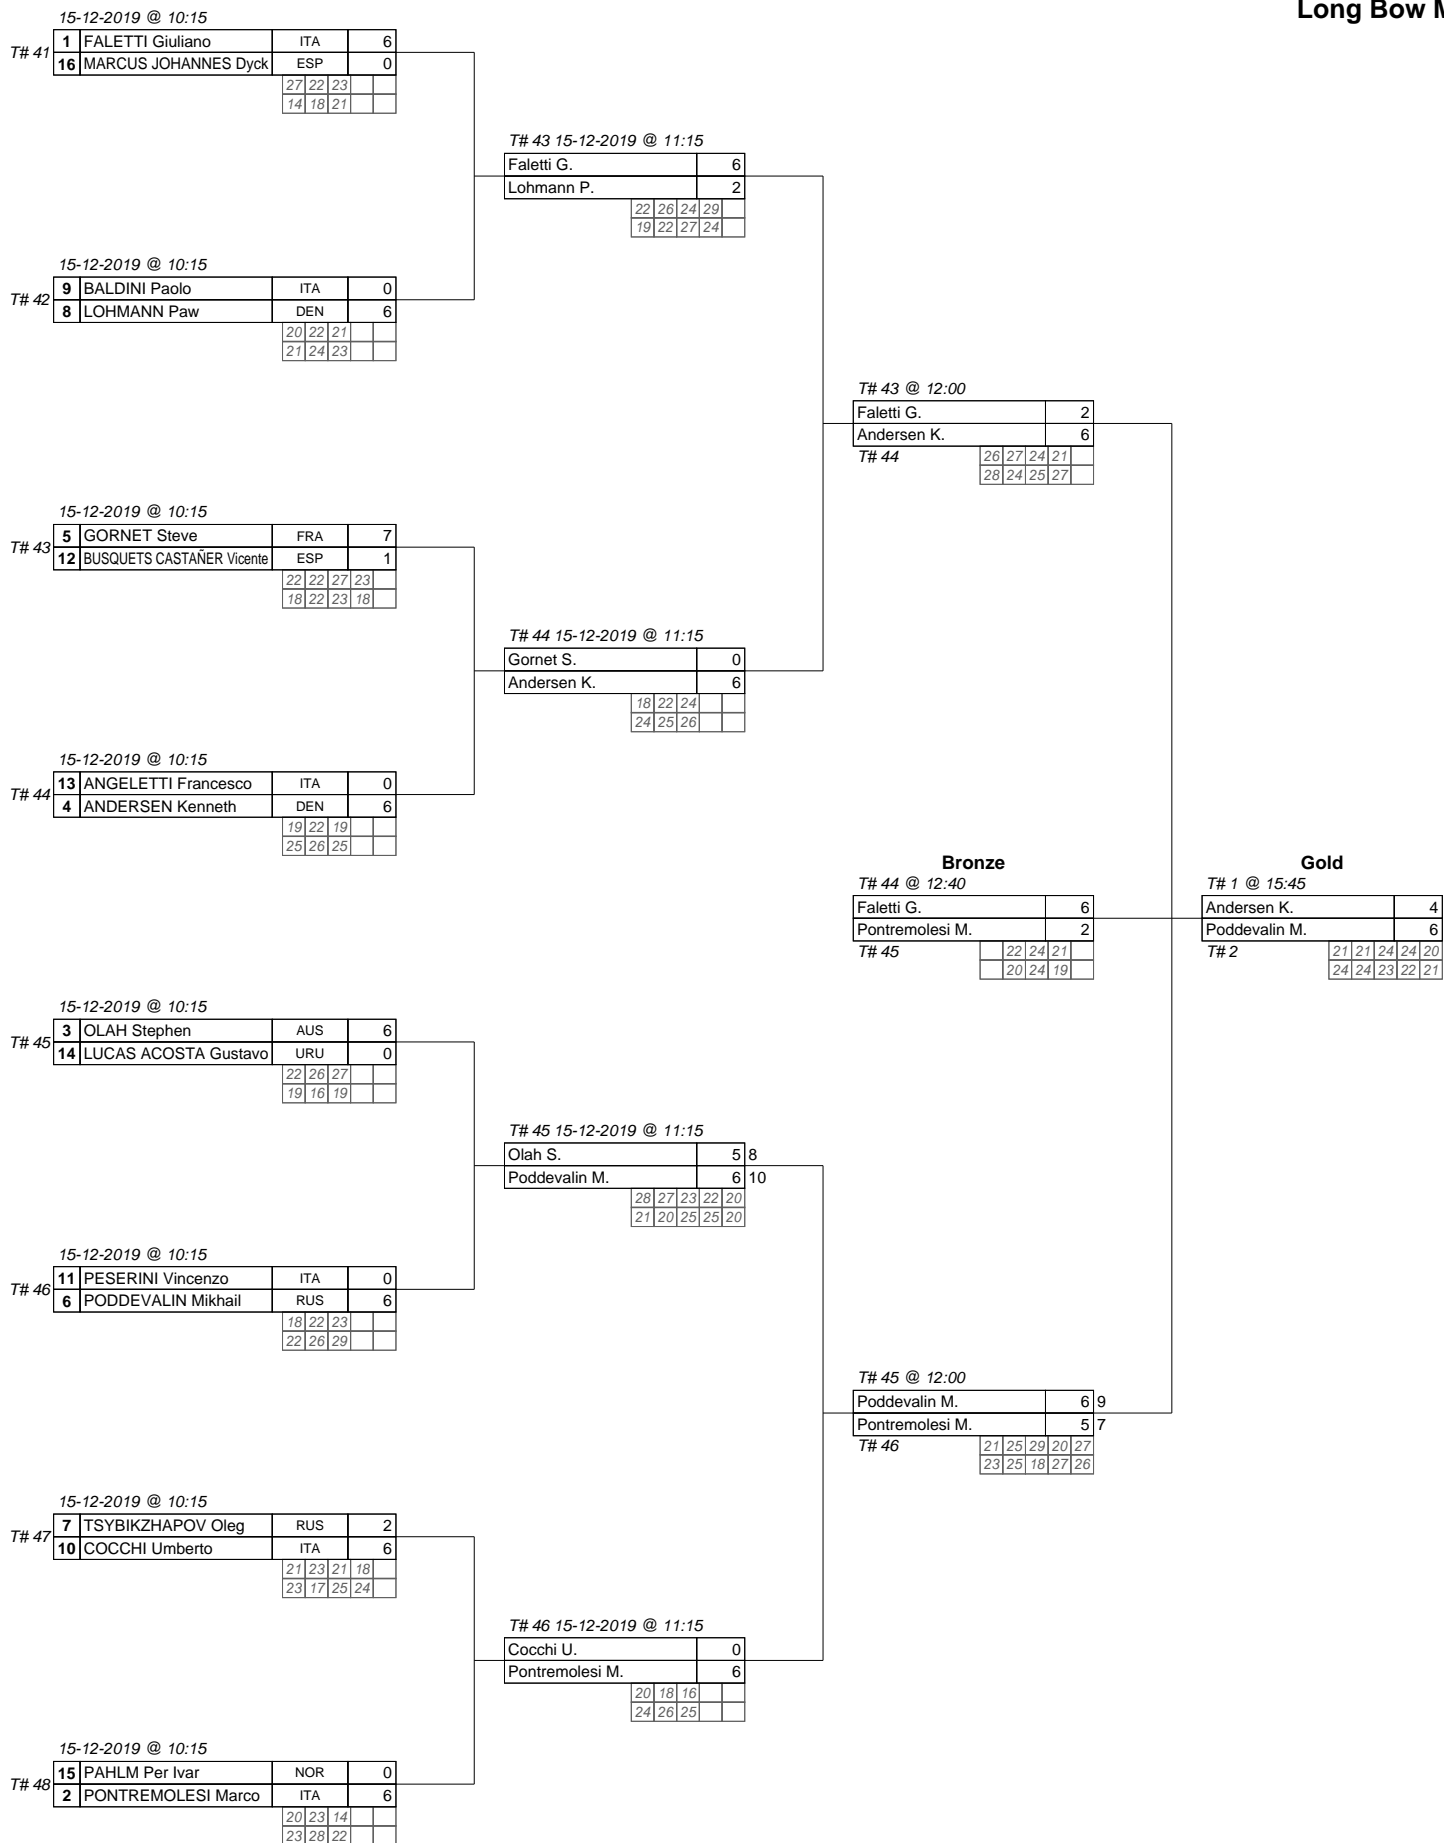 Long Bow M
15-12-2019 @ 10:15
T# 41
1 FALETTI Giuliano ITA 6
16 MARCUS JOHANNES Dyck ESP 0
27 22 23
14 18 21
T# 43 15-12-2019 @ 11:15
Faletti G. 6
Lohmann P. 2
22 26 24 29
19 22 27 24
15-12-2019 @ 10:15
T# 42
9 BALDINI Paolo ITA 0
8 LOHMANN Paw DEN 6
20 22 21
21 24 23
T# 43 @ 12:00
Faletti G. 2
Andersen K. 6
T# 44
26 27 24 21
28 24 25 27
15-12-2019 @ 10:15
T# 43
5 GORNET Steve FRA 7
12 BUSQUETS CASTAÑER Vicente ESP 1
22 22 27 23
18 22 23 18
T# 44 15-12-2019 @ 11:15
Gornet S. 0
Andersen K. 6
18 22 24
24 25 26
15-12-2019 @ 10:15
T# 44
13 ANGELETTI Francesco ITA 0
4 ANDERSEN Kenneth DEN 6
19 22 19
25 26 25
Bronze
T# 44 @ 12:40
Faletti G. 6
Pontremolesi M. 2
T# 45
22 24 21
20 24 19
Gold
T# 1 @ 15:45
Andersen K. 4
Poddevalin M. 6
T# 2
21 21 24 24 20
24 24 23 22 21
15-12-2019 @ 10:15
T# 45
3 OLAH Stephen AUS 6
14 LUCAS ACOSTA Gustavo URU 0
22 26 27
19 16 19
T# 45 15-12-2019 @ 11:15
Olah S. 5 8
Poddevalin M. 6 10
28 27 23 22 20
21 20 25 25 20
15-12-2019 @ 10:15
T# 46
11 PESERINI Vincenzo ITA 0
6 PODDEVALIN Mikhail RUS 6
18 22 23
22 26 29
T# 45 @ 12:00
Poddevalin M. 6 9
Pontremolesi M. 5 7
T# 46
21 25 29 20 27
23 25 18 27 26
15-12-2019 @ 10:15
T# 47
7 TSYBIKZHAPOV Oleg RUS 2
10 COCCHI Umberto ITA 6
21 23 21 18
23 17 25 24
T# 46 15-12-2019 @ 11:15
Cocchi U. 0
Pontremolesi M. 6
20 18 16
24 26 25
15-12-2019 @ 10:15
T# 48
15 PAHLM Per Ivar NOR 0
2 PONTREMOLESI Marco ITA 6
20 23 14
23 28 22